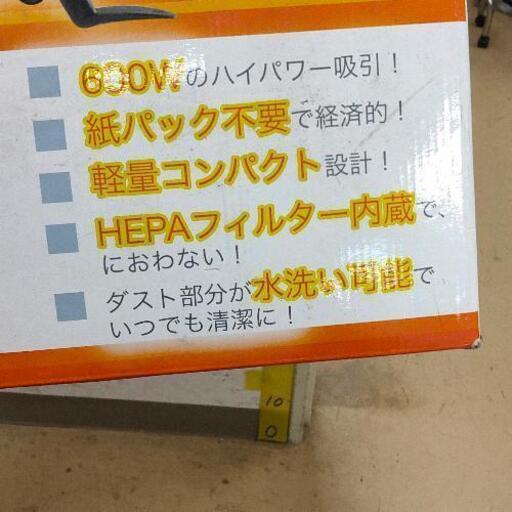 600Wのハイパワー吸引！
紙パック不要で経済的！
軽量コンパクト設計！
HEPAフィルター内蔵で、
におわない！
ダスト部分が水洗い可能で
いつでも清潔に！
10
0